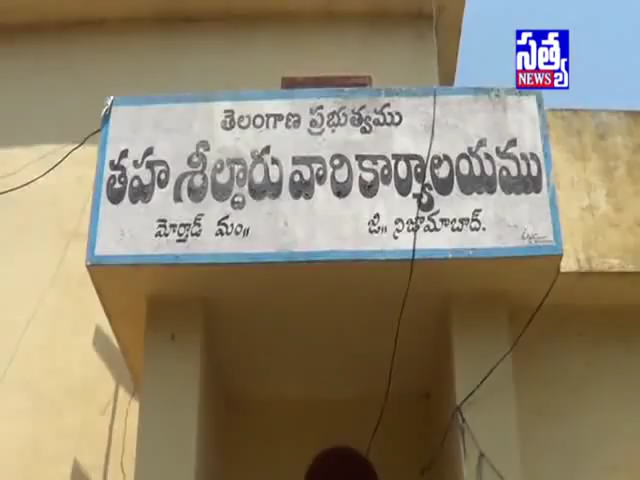 సత్య
NEWS
తెలంగాణ ప్రభుత్వము
తహశీల్దారు వారి కార్యాలయము
మోర్తాడ్ మం,, జి,, నిజామాబాద్.